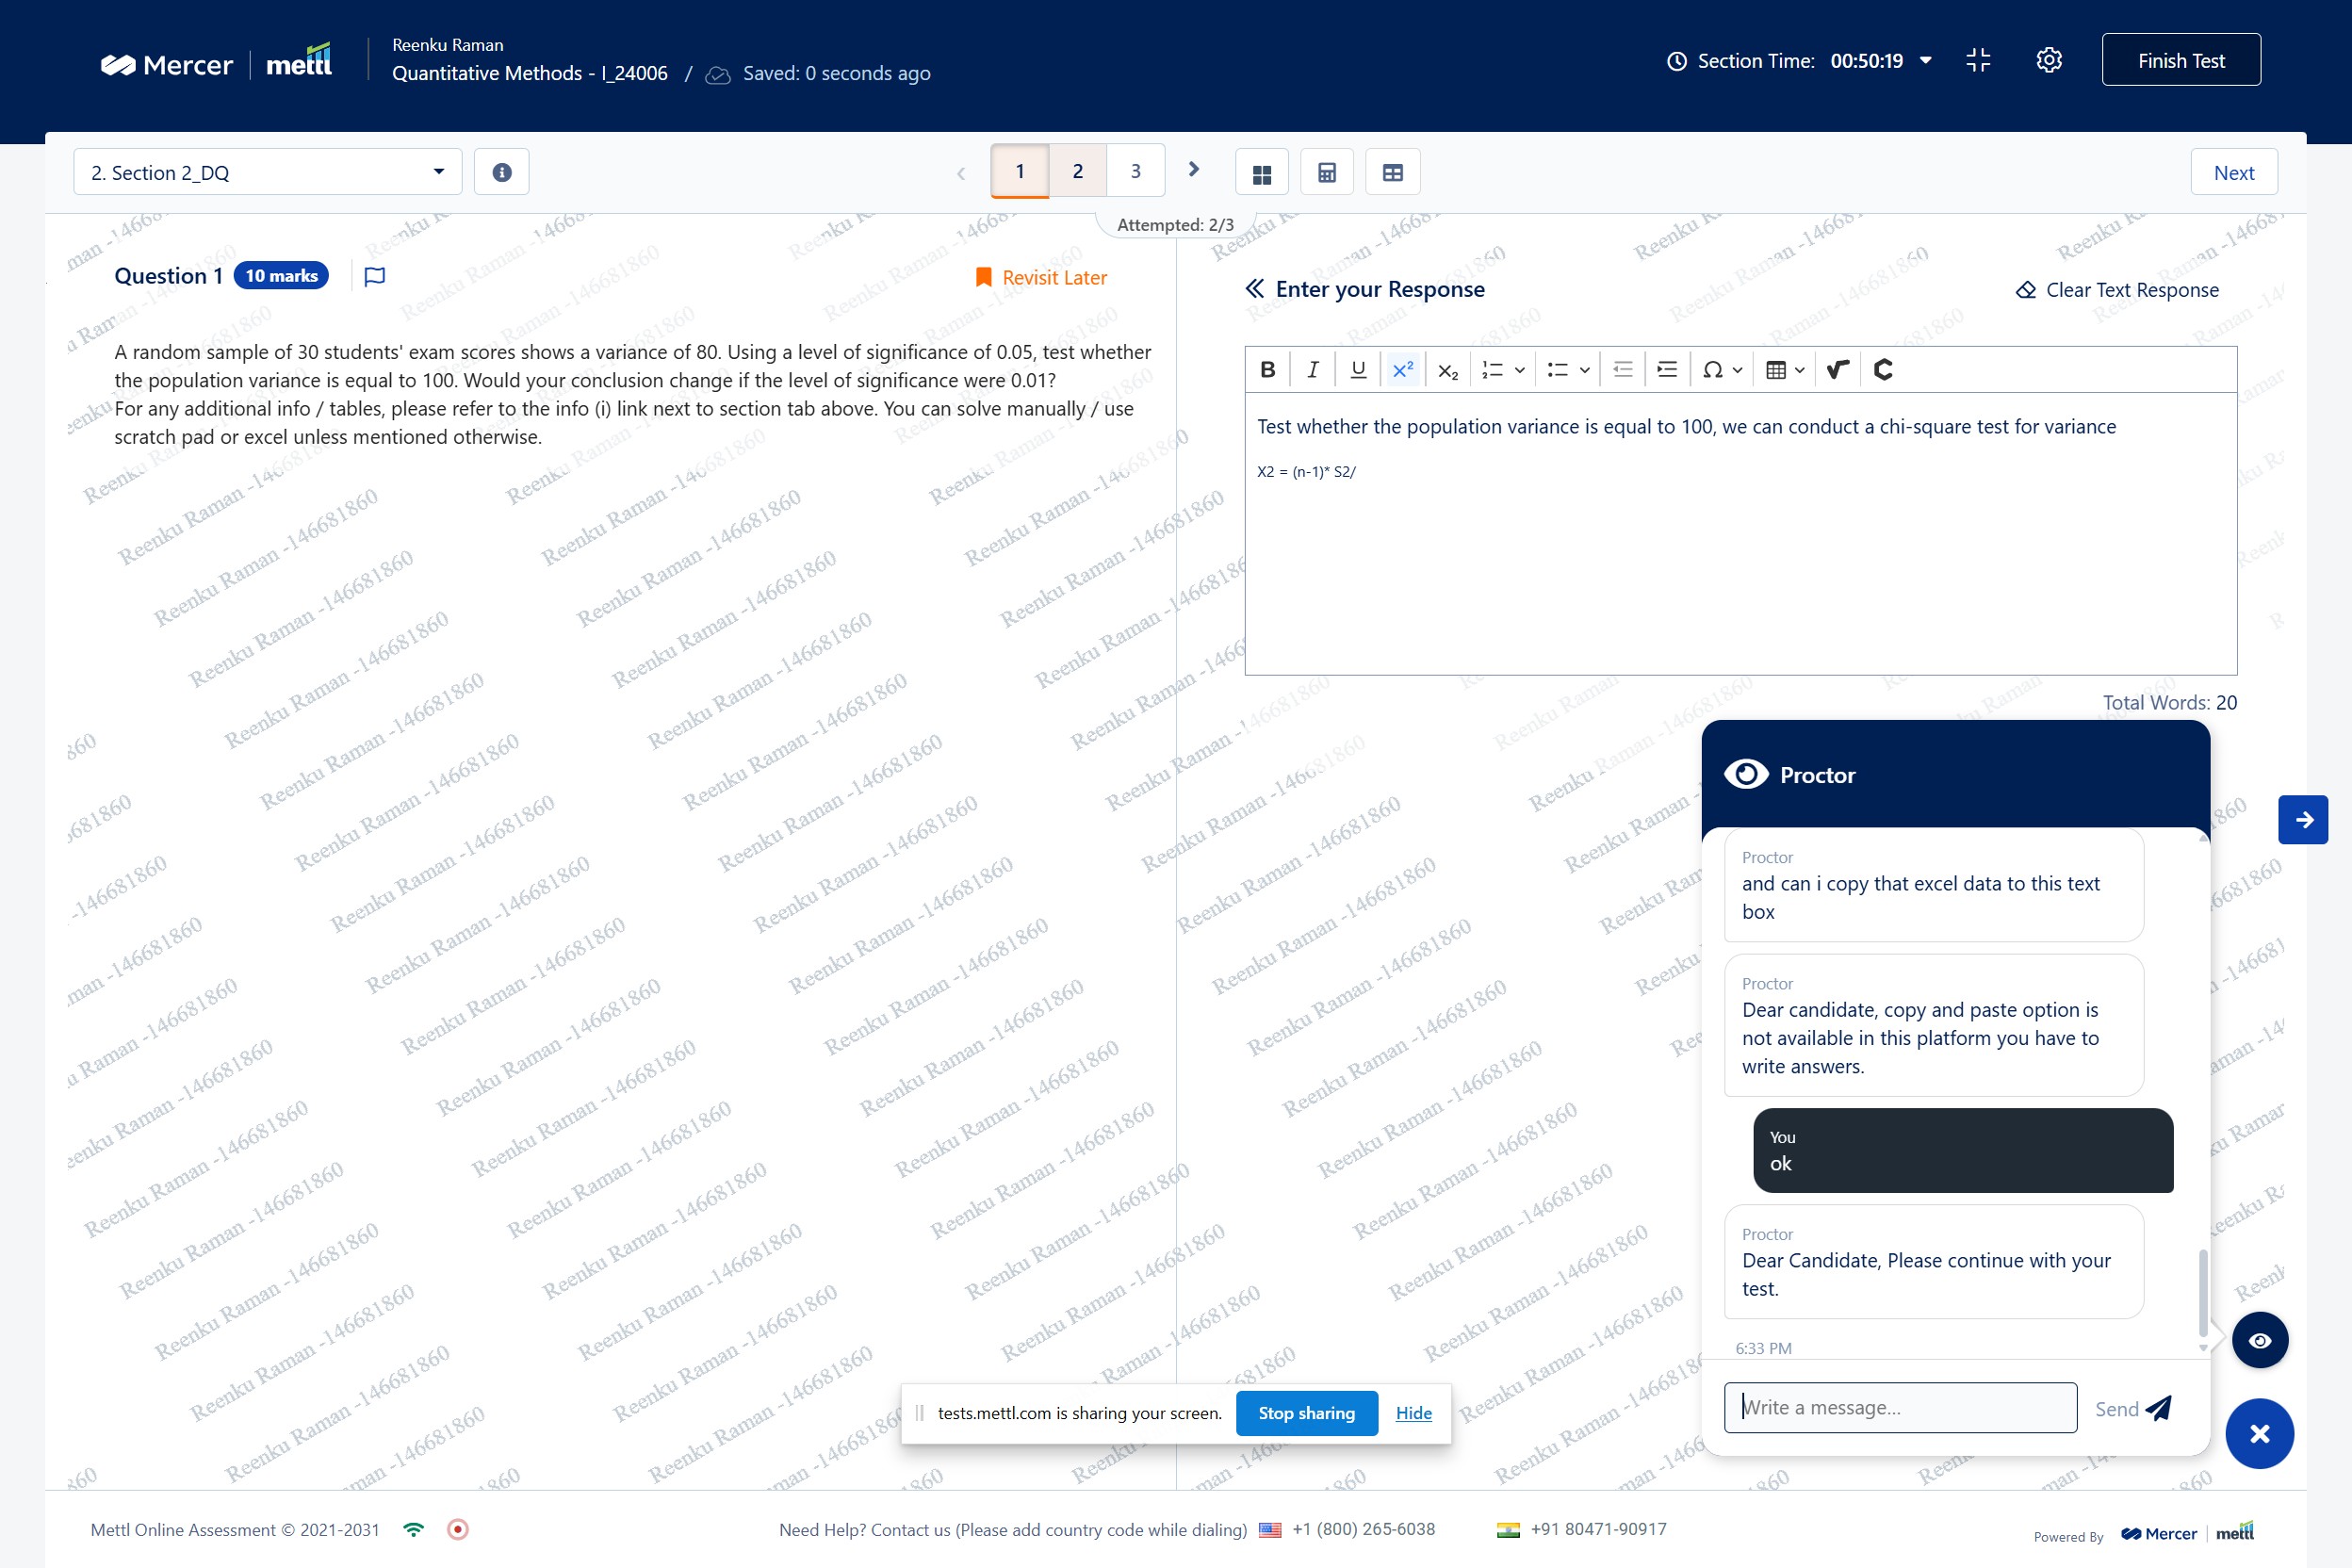 Mercer | mettl
Reenku Raman
Quantitative Methods - I_24006 / Saved: 0 seconds ago
Section Time: 00:50:19
Finish Test
2. Section 2_DQ
1 2 3
Next
Attempted: 2/3
Question 1 10 marks
Revisit Later
A random sample of 30 students' exam scores shows a variance of 80. Using a level of significance of 0.05, test whether
the population variance is equal to 100. Would your conclusion change if the level of significance were 0.01?
For any additional info / tables, please refer to the info (i) link next to section tab above. You can solve manually / use
scratch pad or excel unless mentioned otherwise.
Enter your Response
Clear Text Response
B I U x² x₂ Ω
Test whether the population variance is equal to 100, we can conduct a chi-square test for variance
X2 = (n-1)* S2/
Total Words: 20
Reenku Raman -146681860
Proctor
Proctor
and can i copy that excel data to this text
box
Proctor
Dear candidate, copy and paste option is
not available in this platform you have to
write answers.
You
ok
Proctor
Dear Candidate, Please continue with your
test.
6:33 PM
Write a message...
Send
tests.mettl.com is sharing your screen.
Stop sharing
Hide
Mettl Online Assessment © 2021-2031
Need Help? Contact us (Please add country code while dialing) +1 (800) 265-6038 +91 80471-90917
Powered By Mercer | mettl